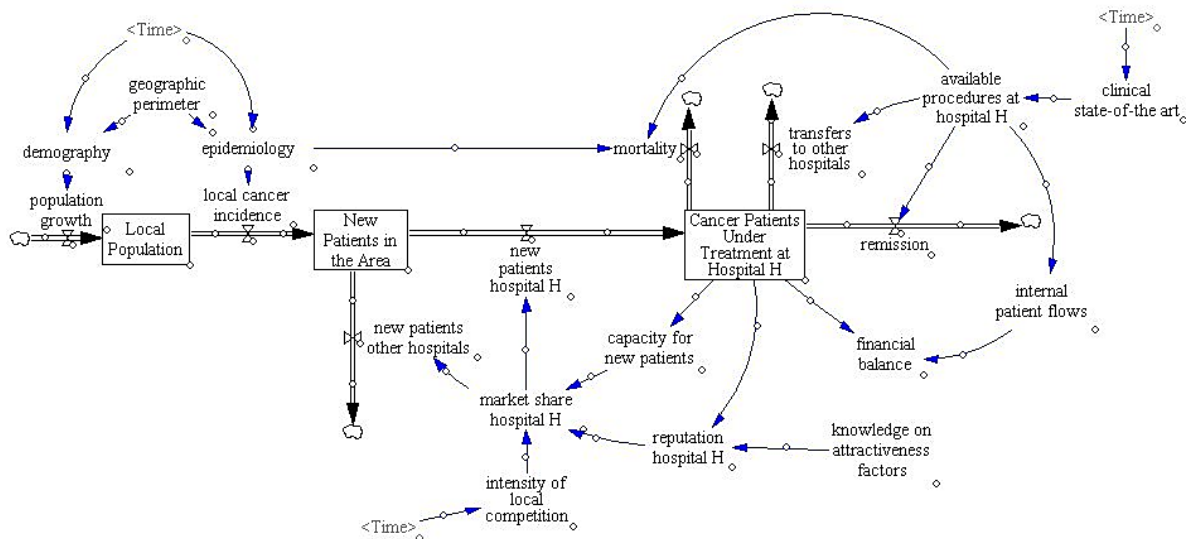 <Time>
<Time>
geographic
perimeter
available
procedures at
hospital H
clinical
state-of-the art
demography
epidemiology
mortality
transfers
to other
hospitals
population
growth
local cancer
incidence
Local
Population
New
Patients in
the Area
new
patients
hospital H
Cancer Patients
Under
Treatment at
Hospital H
remission
internal
patient flows
new patients
other hospitals
capacity for
new patients
financial
balance
market share
hospital H
reputation
hospital H
knowledge on
attractiveness
factors
intensity of
local
competition
<Time>